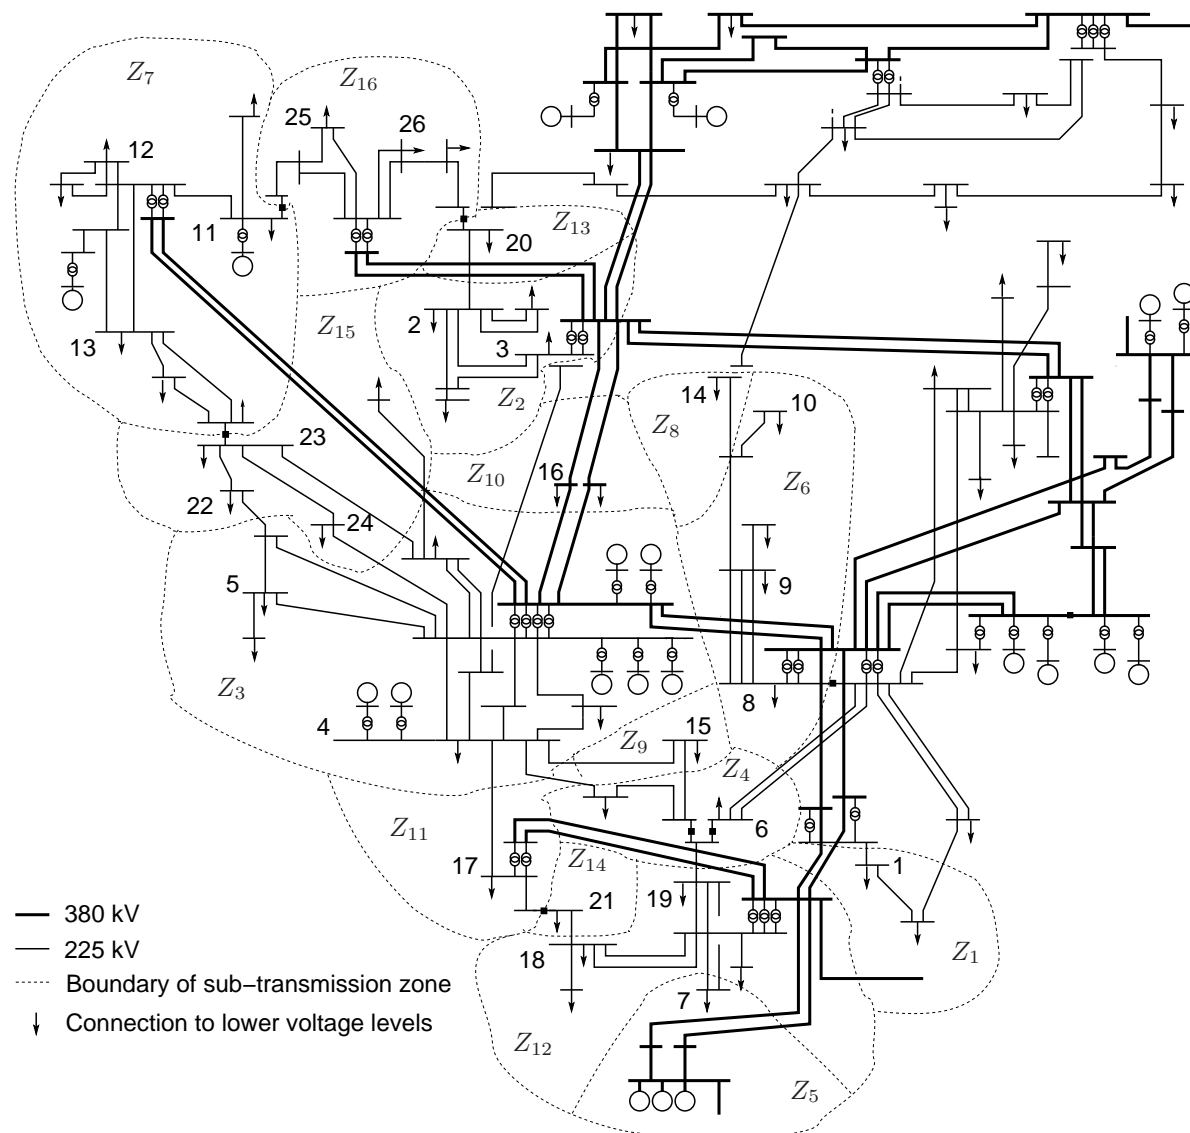 Z₇
Z₁₆
25
26
12
11
20
Z₁₃
2
3
Z₁₅
13
Z₂
14
10
Z₈
23
Z₁₀
16
Z₆
22
24
5
9
Z₃
8
4
15
Z₉
Z₄
Z₁₁
6
17
Z₁₄
1
21
19
380 kV
225 kV
18
Z₁
Boundary of sub−transmission zone
7
Connection to lower voltage levels
Z₁₂
Z₅